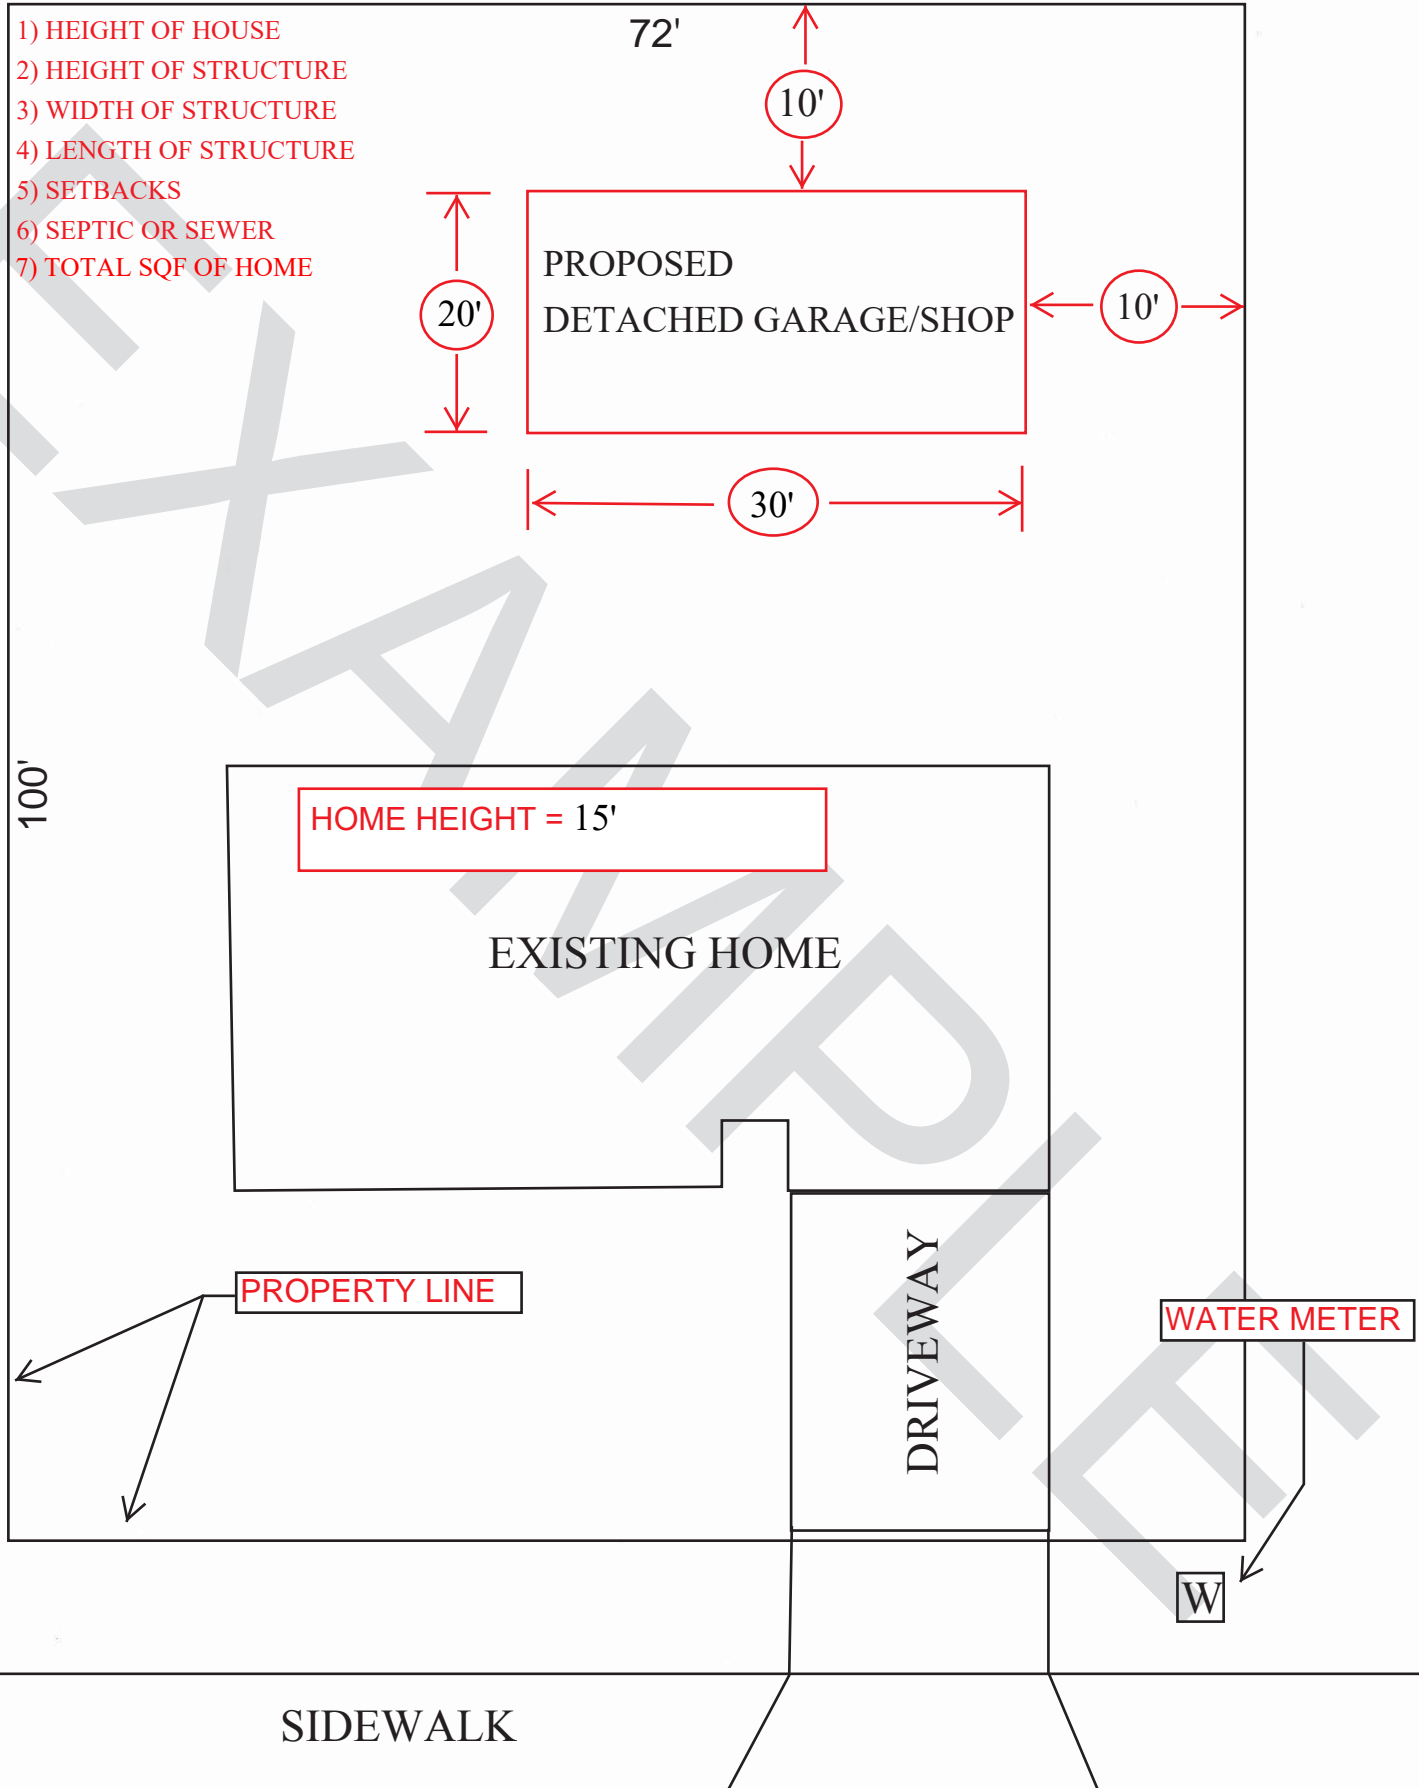 1) HEIGHT OF HOUSE
2) HEIGHT OF STRUCTURE
3) WIDTH OF STRUCTURE
4) LENGTH OF STRUCTURE
5) SETBACKS
6) SEPTIC OR SEWER
7) TOTAL SQF OF HOME
72'
10'
PROPOSED
DETACHED GARAGE/SHOP
20'
10'
30'
EXAMPLE
100'
HOME HEIGHT = 15'
EXISTING HOME
PROPERTY LINE
DRIVEWAY
WATER METER
W
SIDEWALK